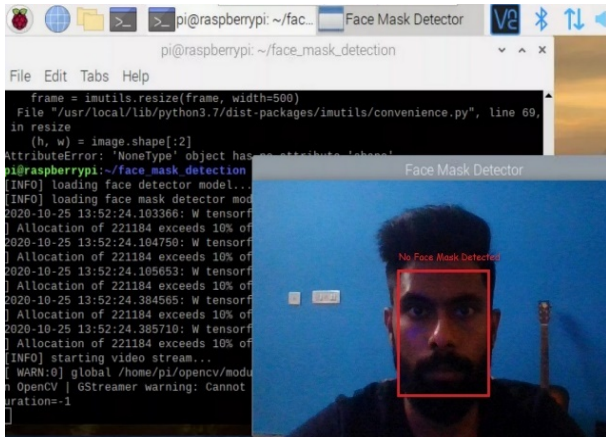 pi@raspberrypi: ~/fac...
Face Mask Detector
pi@raspberrypi: ~/face_mask_detection
File Edit Tabs Help
frame = imutils.resize(frame, width=500)
File "/usr/local/lib/python3.7/dist-packages/imutils/convenience.py", line 69,
in resize
(h, w) = image.shape[:2]
AttributeError: 'NoneType' object has no attribute 'shape'
pi@raspberrypi:~/face_mask_detection
[INFO] loading face detector model...
[INFO] loading face mask detector mod
2020-10-25 13:52:24.103366: W tensorf
] Allocation of 221184 exceeds 10% of
2020-10-25 13:52:24.104750: W tensorf
] Allocation of 221184 exceeds 10% of
2020-10-25 13:52:24.105653: W tensorf
] Allocation of 221184 exceeds 10% of
2020-10-25 13:52:24.384565: W tensorf
] Allocation of 221184 exceeds 10% of
2020-10-25 13:52:24.385710: W tensorf
] Allocation of 221184 exceeds 10% of
[INFO] starting video stream...
[ WARN:0] global /home/pi/opencv/modu
n OpenCV | GStreamer warning: Cannot
uration=-1
Face Mask Detector
No Face Mask Detected